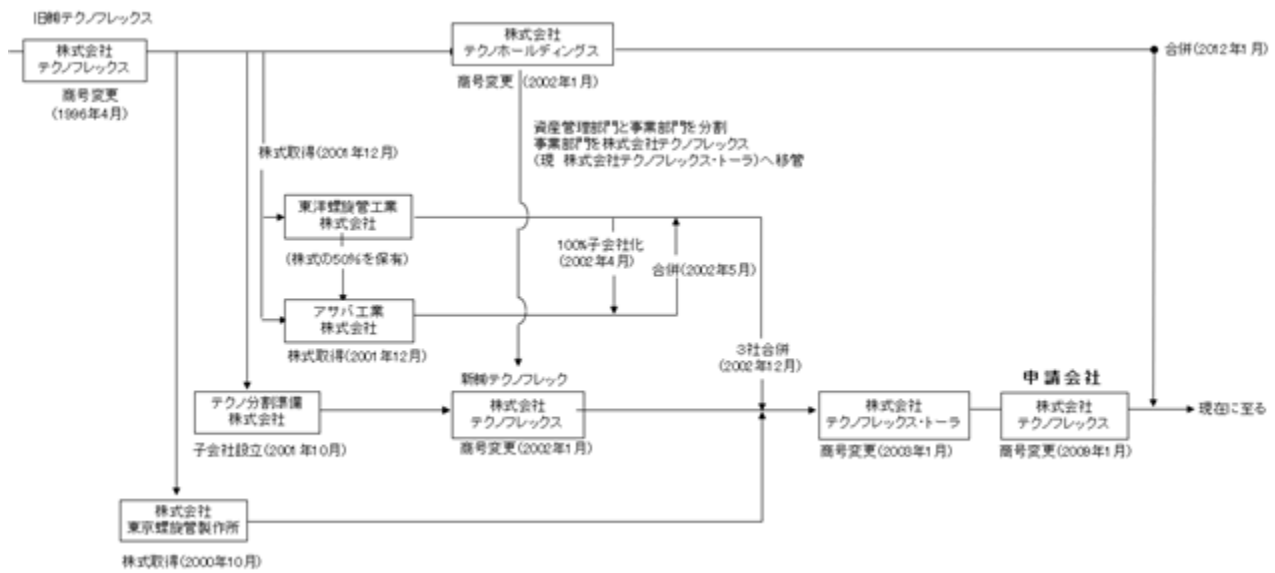 旧㈱テクノフレックス
株式会社
テクノフレックス
商号変更
(1996年4月)
株式会社
テクノホールディングス
商号変更 (2002年1月)
合併(2012年1月)
資産管理部門と事業部門を分割
事業部門を株式会社テクノフレックス
(現 株式会社テクノフレックス・トーラ)へ移管
株式取得(2001年12月)
東洋螺旋管工業
株式会社
(株式の50%を保有)
100%子会社化
(2002年4月)
合併(2002年5月)
アサバ工業
株式会社
株式取得(2001年12月)
3社合併
(2002年12月)
新㈱テクノフレック
テクノ分割準備
株式会社
子会社設立(2001年10月)
株式会社
テクノフレックス
商号変更(2002年1月)
株式会社
テクノフレックス・トーラ
商号変更(2003年1月)
申請会社
株式会社
テクノフレックス
商号変更(2009年1月)
現在に至る
株式会社
東京螺旋管製作所
株式取得(2000年10月)